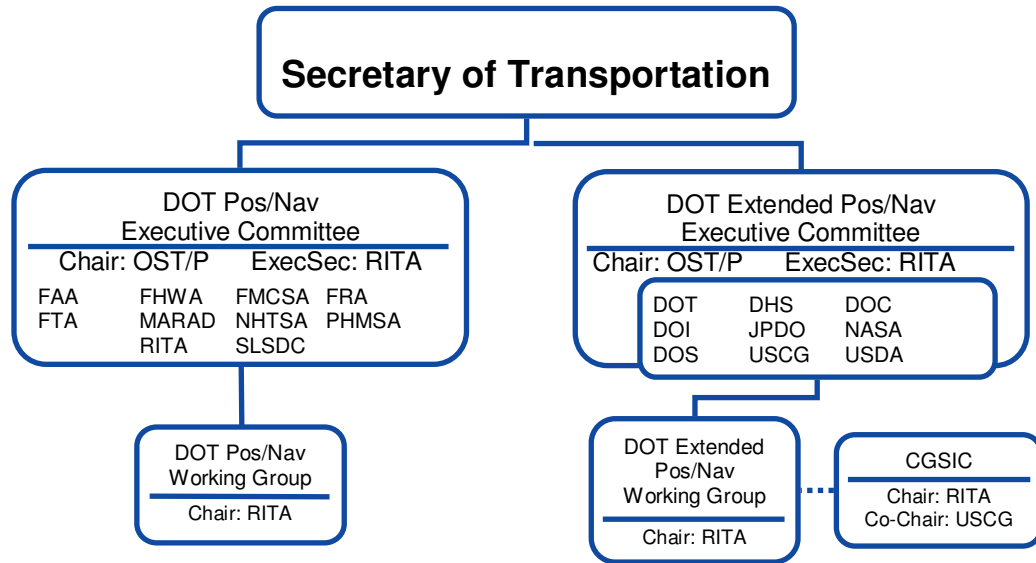 Secretary of Transportation
DOT Pos/Nav
Executive Committee
Chair: OST/P ExecSec: RITA
FAA FHWA FMCSA FRA
FTA MARAD NHTSA PHMSA
RITA SLSDC
DOT Extended Pos/Nav
Executive Committee
Chair: OST/P ExecSec: RITA
DOT DHS DOC
DOI JPDO NASA
DOS USCG USDA
DOT Pos/Nav
Working Group
Chair: RITA
DOT Extended
Pos/Nav
Working Group
Chair: RITA
CGSIC
Chair: RITA
Co-Chair: USCG